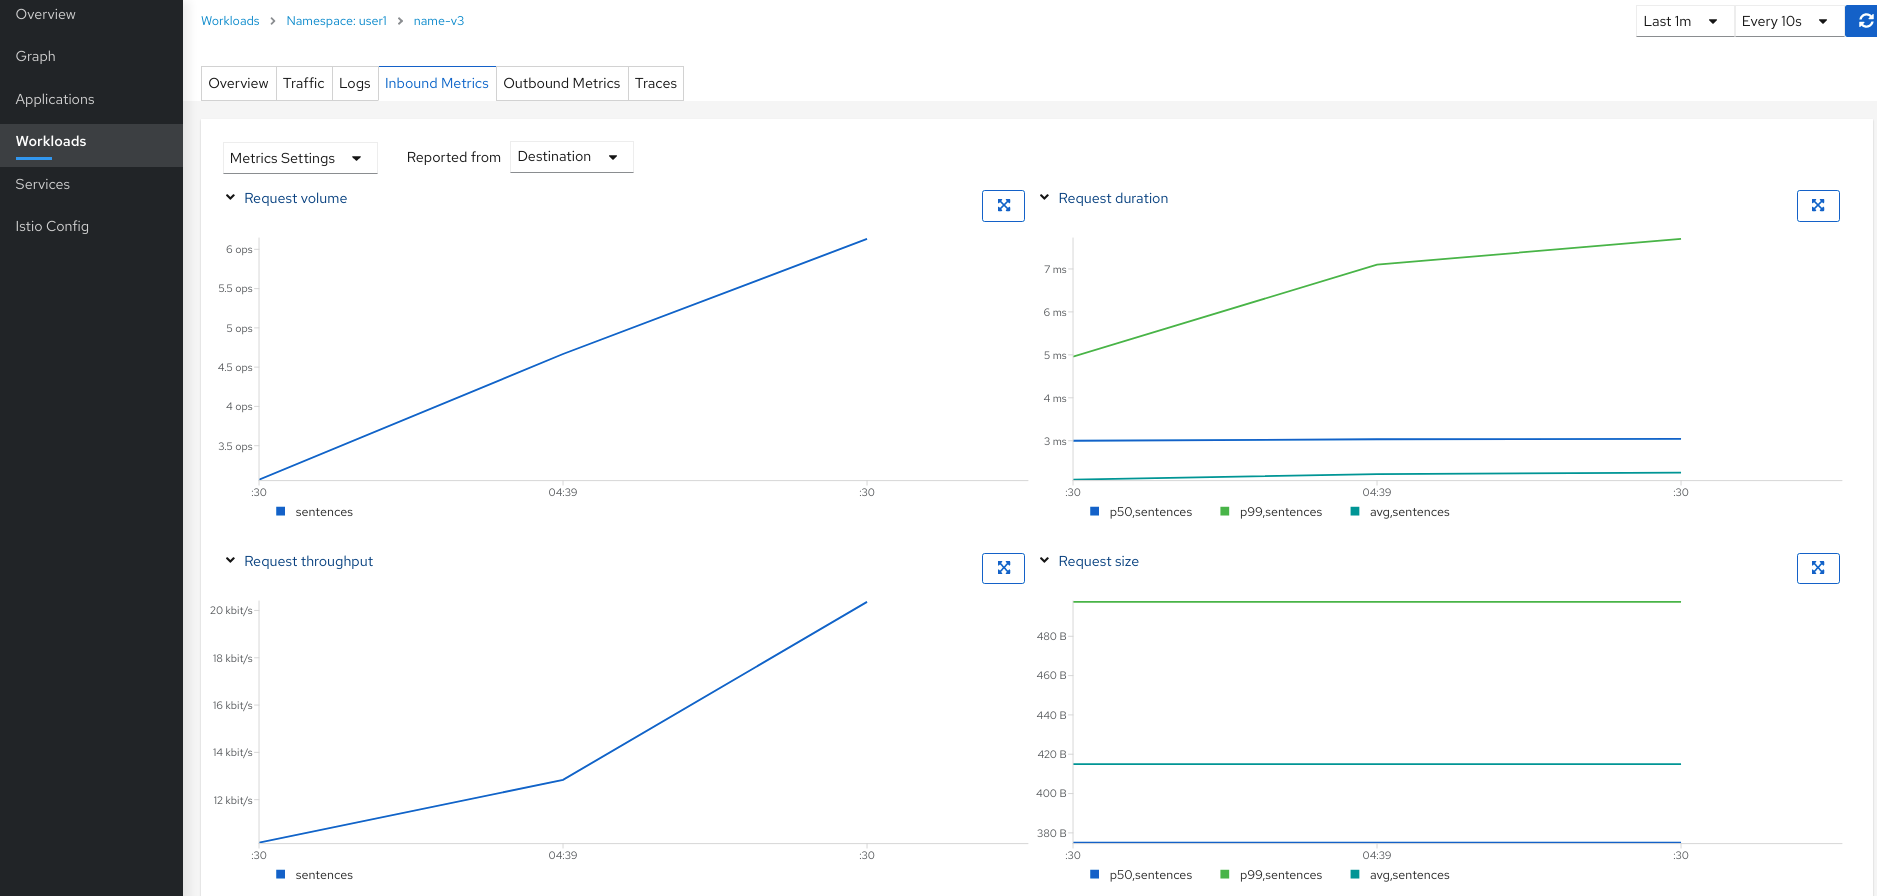 Overview
Graph
Applications
Workloads
Services
Istio Config
Workloads > Namespace: user1 > name-v3
Last 1m Every 10s
Overview Traffic Logs Inbound Metrics Outbound Metrics Traces
Metrics Settings Reported from Destination
Request volume
6 ops
5.5 ops
5 ops
4.5 ops
4 ops
3.5 ops
:30 04:39 :30
sentences
Request duration
7 ms
6 ms
5 ms
4 ms
3 ms
:30 04:39 :30
p50,sentences p99,sentences avg,sentences
Request throughput
20 kbit/s
18 kbit/s
16 kbit/s
14 kbit/s
12 kbit/s
:30 04:39 :30
sentences
Request size
480 B
460 B
440 B
420 B
400 B
380 B
:30 04:39 :30
p50,sentences p99,sentences avg,sentences